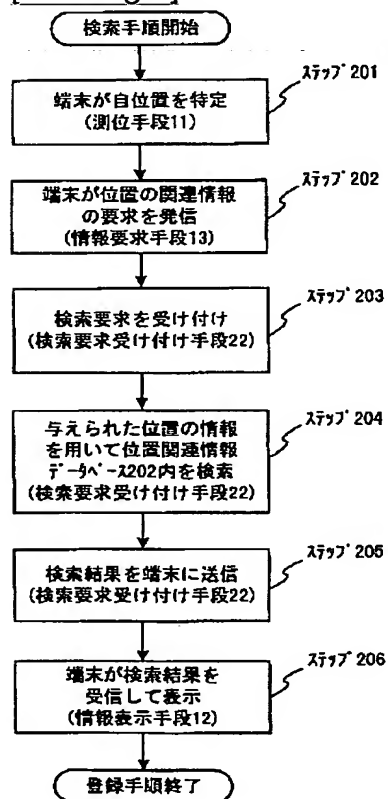 検索手順開始
ステップ201
端末が自位置を特定
(測位手段11)
ステップ202
端末が位置の関連情報
の要求を発信
(情報要求手段13)
ステップ203
検索要求を受け付け
(検索要求受け付け手段22)
ステップ204
与えられた位置の情報
を用いて位置関連情報
データベース202内を検索
(検索要求受け付け手段22)
ステップ205
検索結果を端末に送信
(検索要求受け付け手段22)
ステップ206
端末が検索結果を
受信して表示
(情報表示手段12)
登録手順終了